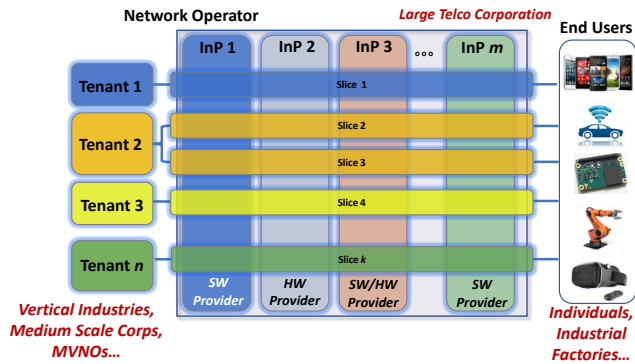 Network Operator
Large Telco Corporation
End Users
InP 1
InP 2
InP 3
°°°
InP m
Tenant 1
Slice 1
Tenant 2
Slice 2
Slice 3
Tenant 3
Slice 4
Tenant n
Slice k
SW
Provider
HW
Provider
SW/HW
Provider
SW
Provider
Vertical Industries,
Medium Scale Corps,
MVNOs...
Individuals,
Industrial
Factories...